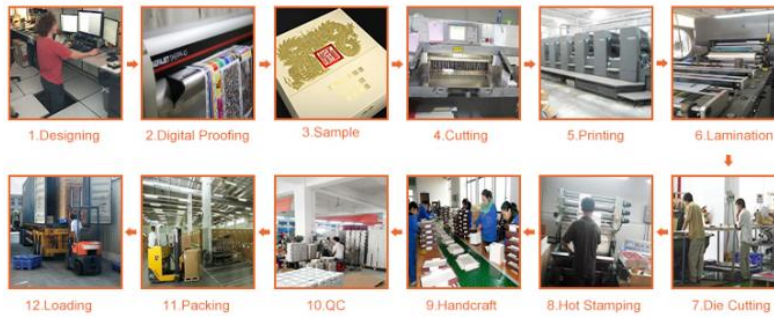 1.Designing
2.Digital Proofing
3.Sample
4.Cutting
5.Printing
6.Lamination
12.Loading
11.Packing
10.QC
9.Handcraft
8.Hot Stamping
7.Die Cutting